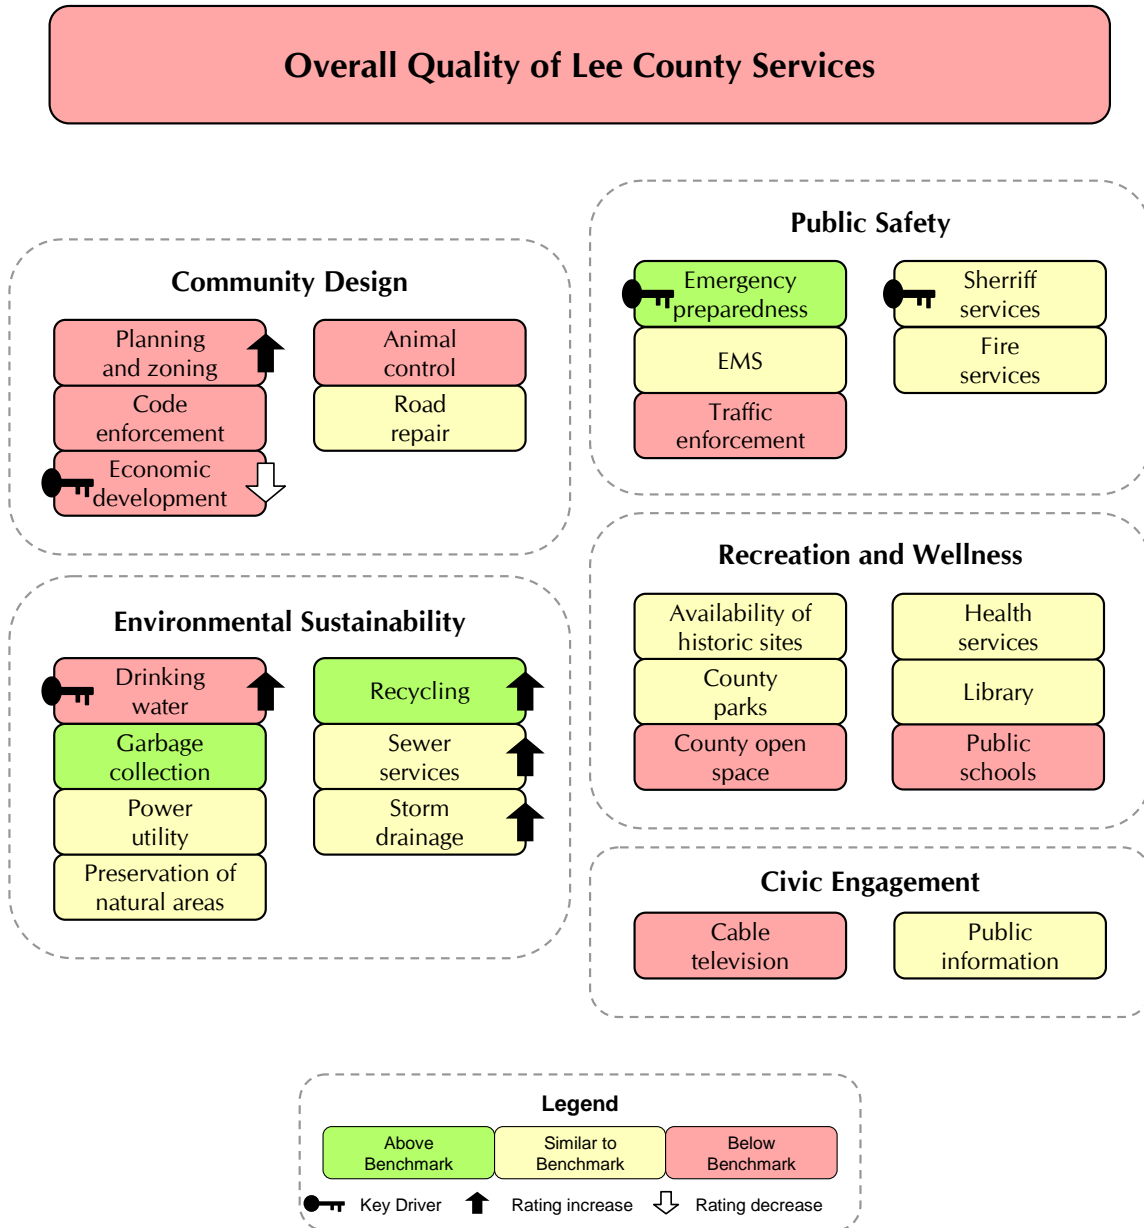 Overall Quality of Lee County Services
Community Design
Planning
and zoning
Code
enforcement
Economic
development
Animal
control
Road
repair
Public Safety
Emergency
preparedness
EMS
Traffic
enforcement
Sherriff
services
Fire
services
Environmental Sustainability
Drinking
water
Garbage
collection
Power
utility
Preservation of
natural areas
Recycling
Sewer
services
Storm
drainage
Recreation and Wellness
Availability of
historic sites
County
parks
County open
space
Health
services
Library
Public
schools
Civic Engagement
Cable
television
Public
information
Legend
Above
Benchmark
Similar to
Benchmark
Below
Benchmark
Key Driver
Rating increase
Rating decrease